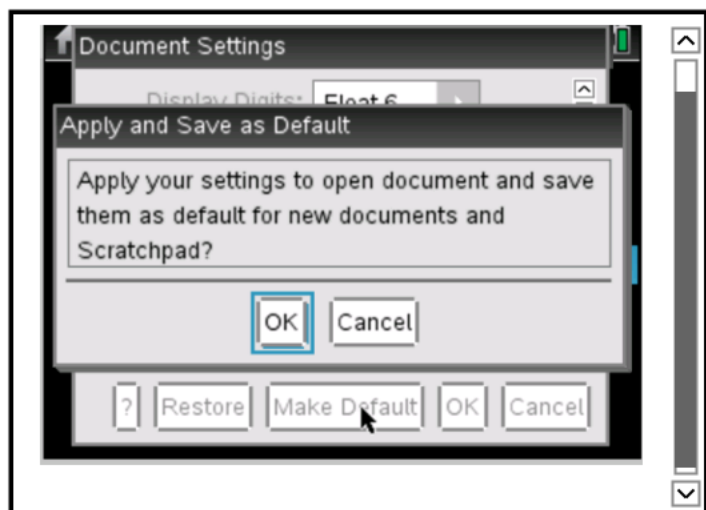 Document Settings
Display Digits: Float 6
Apply and Save as Default
Apply your settings to open document and save
them as default for new documents and
Scratchpad?
OK Cancel
? Restore Make Default OK Cancel